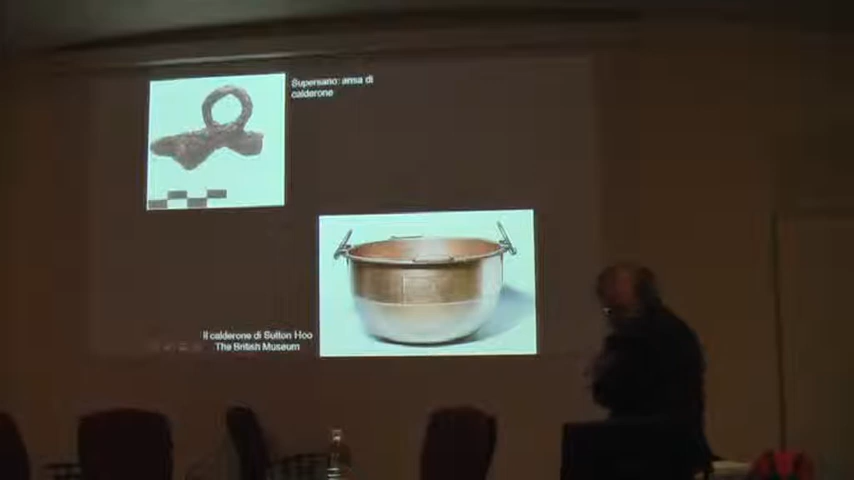 Supersano: ansa di
calderone
Il calderone di Sutton Hoo
The British Museum